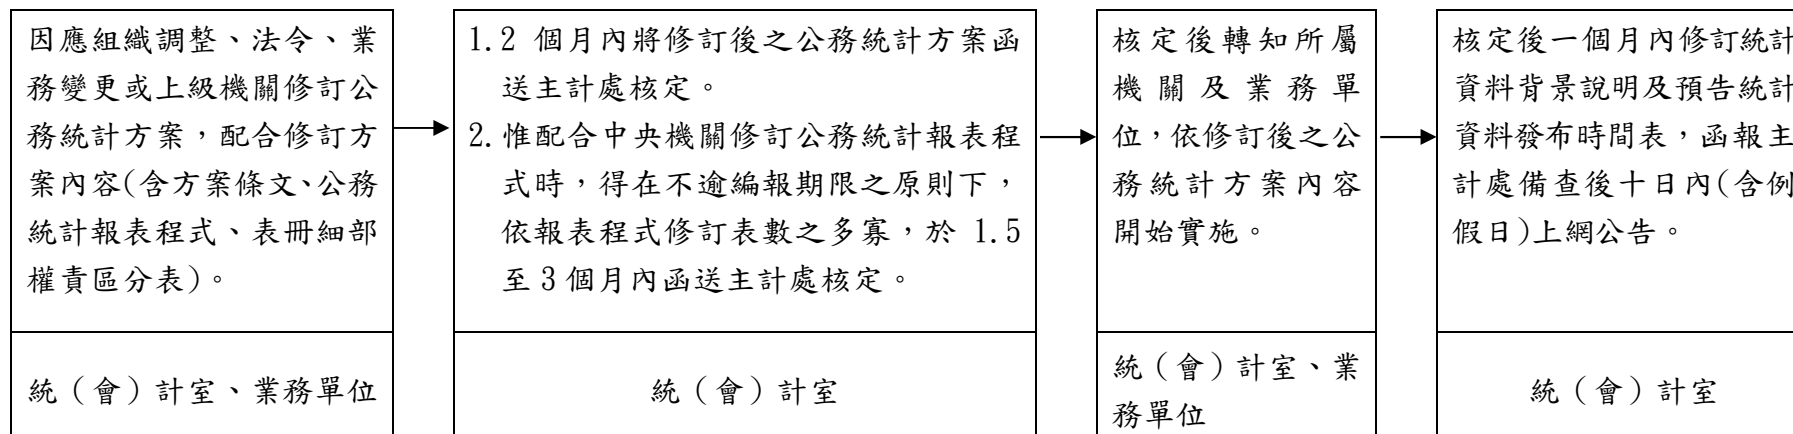 因應組織調整、法令、業
務變更或上級機關修訂公
務統計方案，配合修訂方
案內容(含方案條文、公務
統計報表程式、表冊細部
權責區分表)。
統（會）計室、業務單位
1.2 個月內將修訂後之公務統計方案函
送主計處核定。
2.惟配合中央機關修訂公務統計報表程
式時，得在不逾編報期限之原則下，
依報表程式修訂表數之多寡，於 1.5
至 3 個月內函送主計處核定。
統（會）計室
核定後轉知所屬
機關及業務單
位，依修訂後之公
務統計方案內容
開始實施。
統（會）計室、業
務單位
核定後一個月內修訂統計
資料背景說明及預告統計
資料發布時間表，函報主
計處備查後十日內(含例
假日)上網公告。
統（會）計室